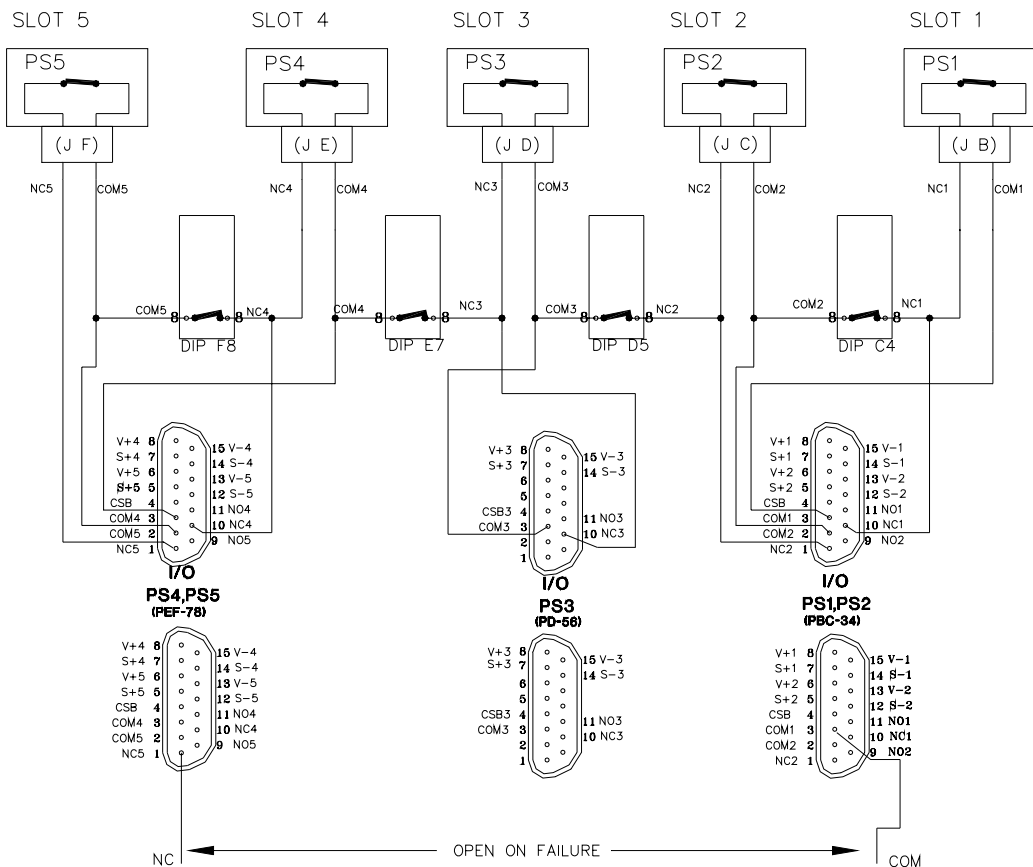 SLOT 5 SLOT 4 SLOT 3 SLOT 2 SLOT 1
PS5 PS4 PS3 PS2 PS1
(J F) (J E) (J D) (J C) (J B)
NC5 COM5 NC4 COM4 NC3 COM3 NC2 COM2 NC1 COM1
COM5 8 8 NC4 COM4 8 8 NC3 COM3 8 8 NC2 COM2 8 8 NC1
DIP F8 DIP E7 DIP D5 DIP C4
V+4 8
S+4 7
V+5 6
S+5 5
CSB 4
COM4 3
COM5 2
NC5 1
15 V-4
14 S-4
13 V-5
12 S-5
11 NO4
10 NC4
9 NO5
I/O
PS4,PS5
(PEF-78)
V+3 8
S+3 7
6
5
CSB3 4
COM3 3
2
1
15 V-3
14 S-3
11 NO3
10 NC3
I/O
PS3
(PD-56)
V+1 8
S+1 7
V+2 6
S+2 5
CSB 4
COM1 3
COM2 2
NC2 1
15 V-1
14 S-1
13 V-2
12 S-2
11 NO1
10 NC1
9 NO2
I/O
PS1,PS2
(PBC-34)
V+4 8
S+4 7
V+5 6
S+5 5
CSB 4
COM4 3
COM5 2
NC5 1
15 V-4
14 S-4
13 V-5
12 S-5
11 NO4
10 NC4
9 NO5
V+3 8
S+3 7
6
5
CSB3 4
COM3 3
2
1
15 V-3
14 S-3
11 NO3
10 NC3
V+1 8
S+1 7
V+2 6
S+2 5
CSB 4
COM1 3
COM2 2
NC2 1
15 V-1
14 S-1
13 V-2
12 S-2
11 NO1
10 NC1
9 NO2
NC OPEN ON FAILURE COM